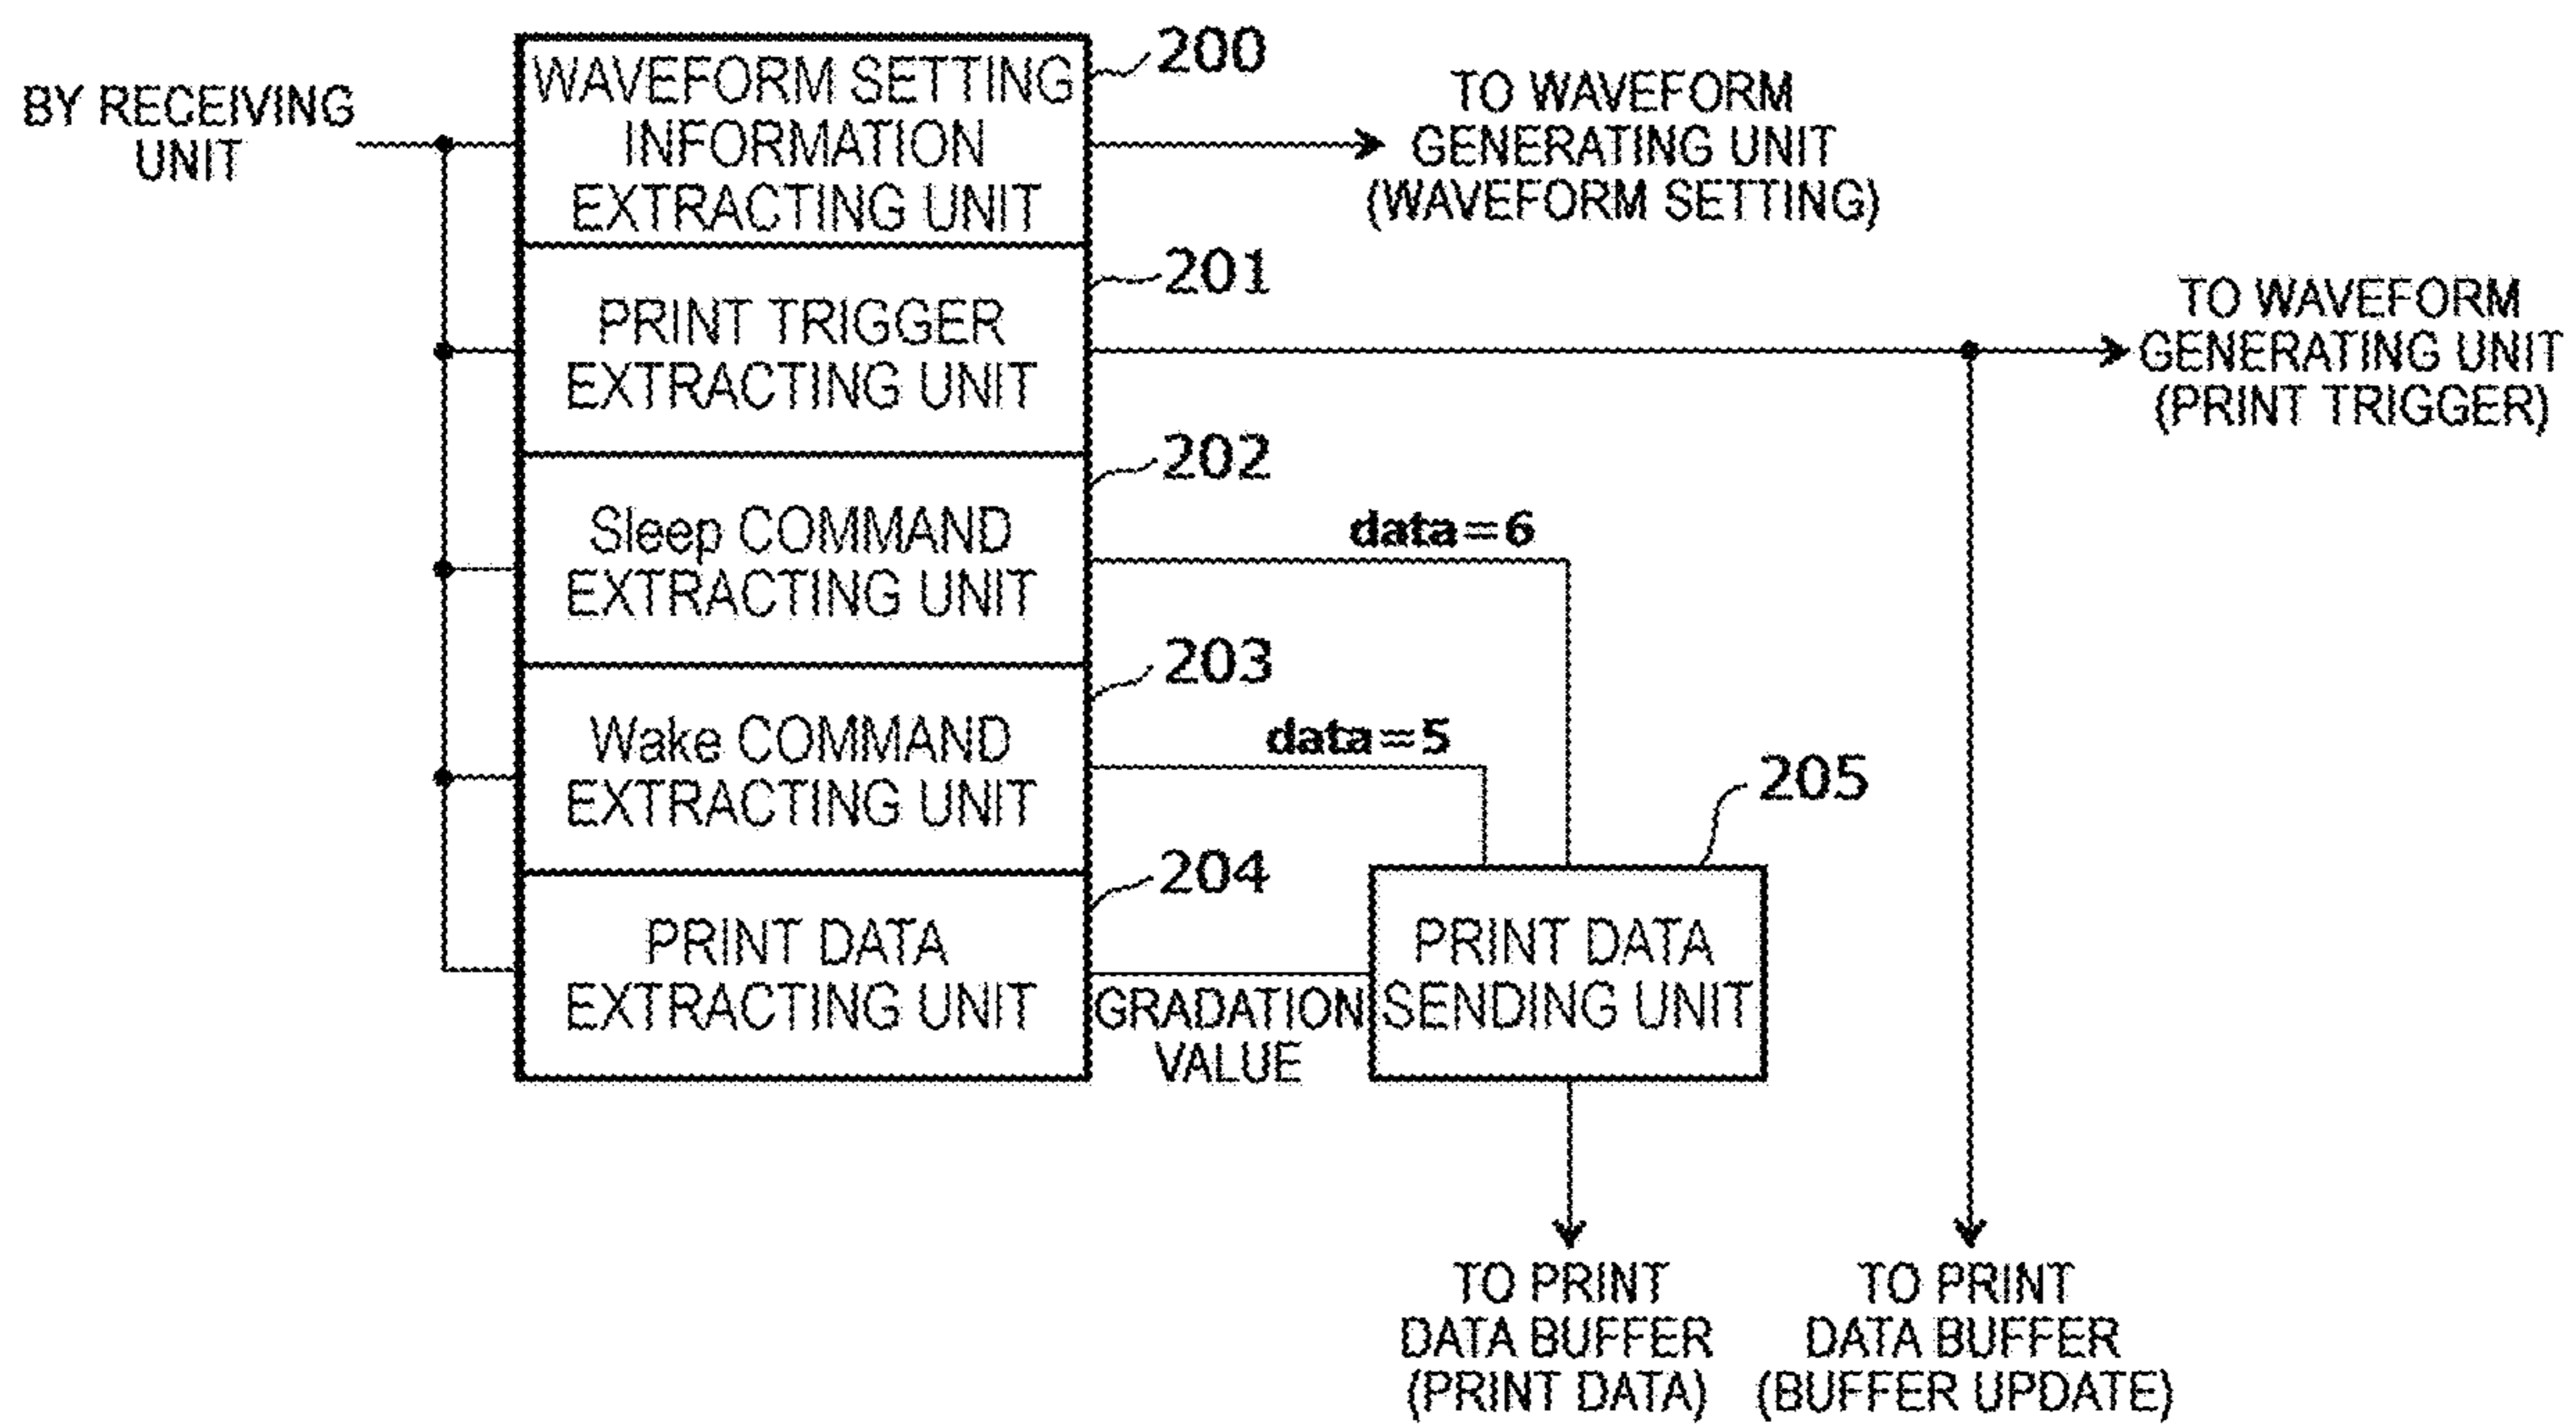 BY RECEIVING
UNIT
WAVEFORM SETTING
INFORMATION
EXTRACTING UNIT
200
TO WAVEFORM
GENERATING UNIT
(WAVEFORM SETTING)
PRINT TRIGGER
EXTRACTING UNIT
201
TO WAVEFORM
GENERATING UNIT
(PRINT TRIGGER)
Sleep COMMAND
EXTRACTING UNIT
202
data=6
Wake COMMAND
EXTRACTING UNIT
203
data=5
PRINT DATA
EXTRACTING UNIT
204
GRADATION
VALUE
PRINT DATA
SENDING UNIT
205
TO PRINT
DATA BUFFER
(PRINT DATA)
TO PRINT
DATA BUFFER
(BUFFER UPDATE)